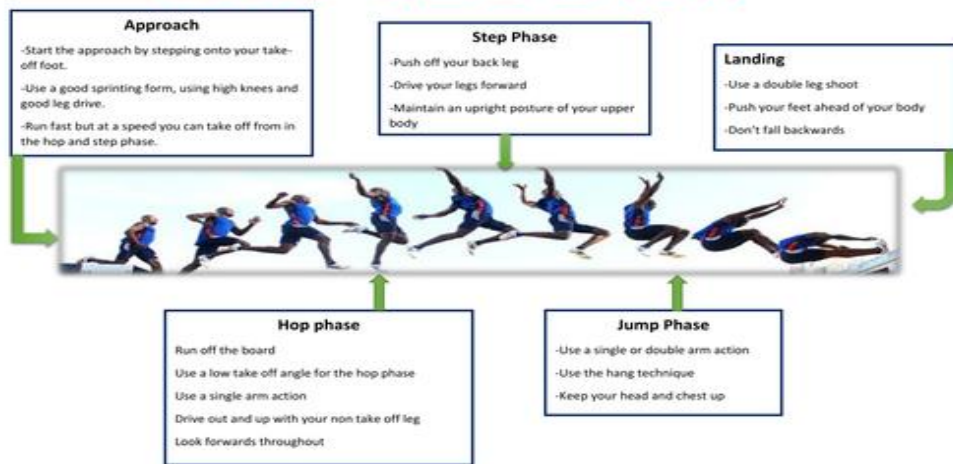 Approach
-Start the approach by stepping onto your take-
off foot.
-Use a good sprinting form, using high knees and
good leg drive.
-Run fast but at a speed you can take off from in
the hop and step phase.
Step Phase
-Push off your back leg
-Drive your legs forward
-Maintain an upright posture of your upper
body
Landing
-Use a double leg shoot
-Push your feet ahead of your body
-Don't fall backwards
Hop phase
Run off the board
Use a low take off angle for the hop phase
Use a single arm action
Drive out and up with your non take off leg
Look forwards throughout
Jump Phase
-Use a single or double arm action
-Use the hang technique
-Keep your head and chest up